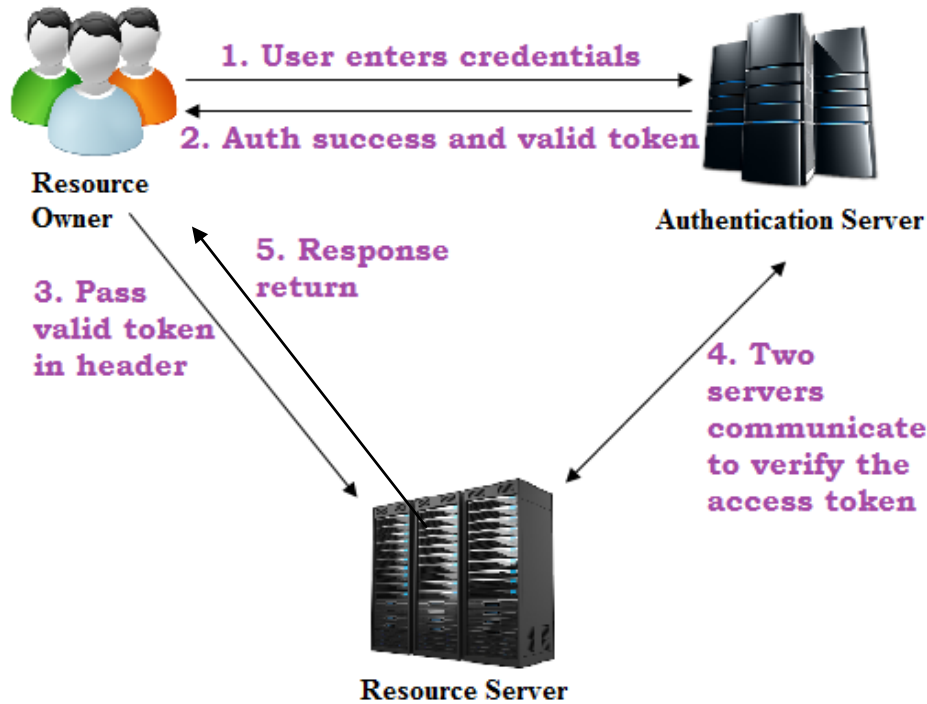 1. User enters credentials
2. Auth success and valid token
Resource
Owner
Authentication Server
5. Response
return
3. Pass
valid token
in header
4. Two
servers
communicate
to verify the
access token
Resource Server